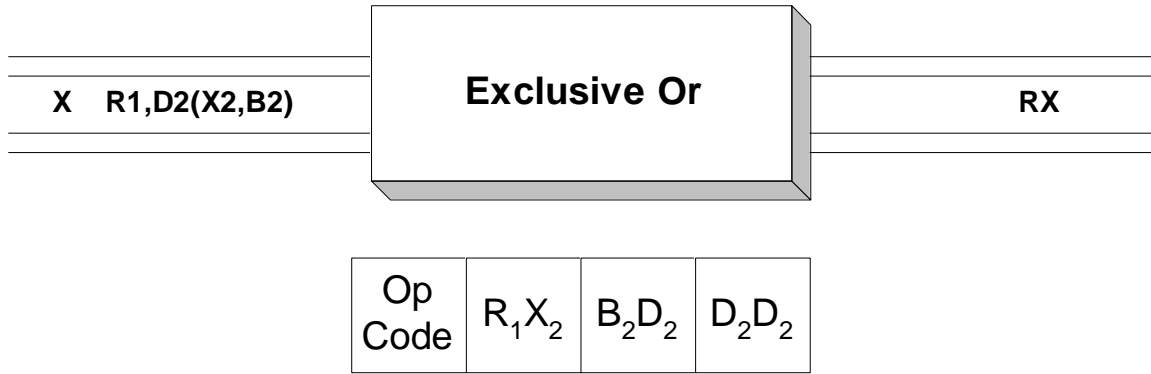 X R1,D2(X2,B2) Exclusive Or RX
Op Code R₁X₂ B₂D₂ D₂D₂